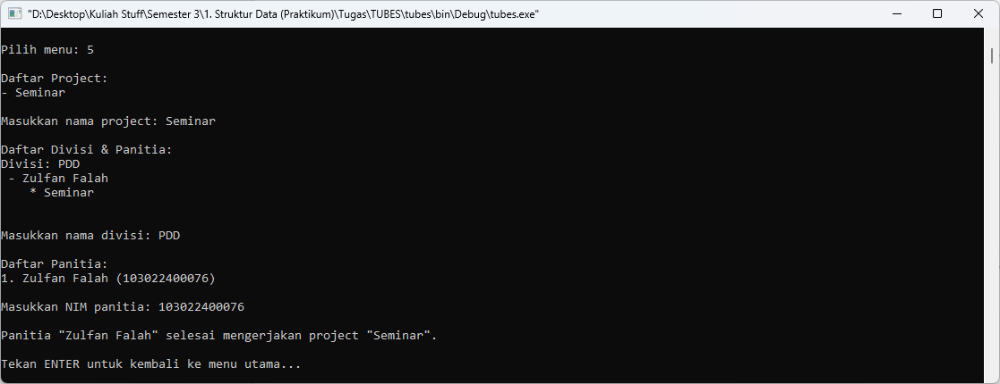 "D:\Desktop\Kuliah Stuff\Semester 3\1. Struktur Data (Praktikum)\Tugas\TUBES\tubes\bin\Debug\tubes.exe"
Pilih menu: 5
Daftar Project:
- Seminar
Masukkan nama project: Seminar
Daftar Divisi & Panitia:
Divisi: PDD
- Zulfan Falah
* Seminar
Masukkan nama divisi: PDD
Daftar Panitia:
1. Zulfan Falah (103022400076)
Masukkan NIM panitia: 103022400076
Panitia "Zulfan Falah" selesai mengerjakan project "Seminar".
Tekan ENTER untuk kembali ke menu utama...